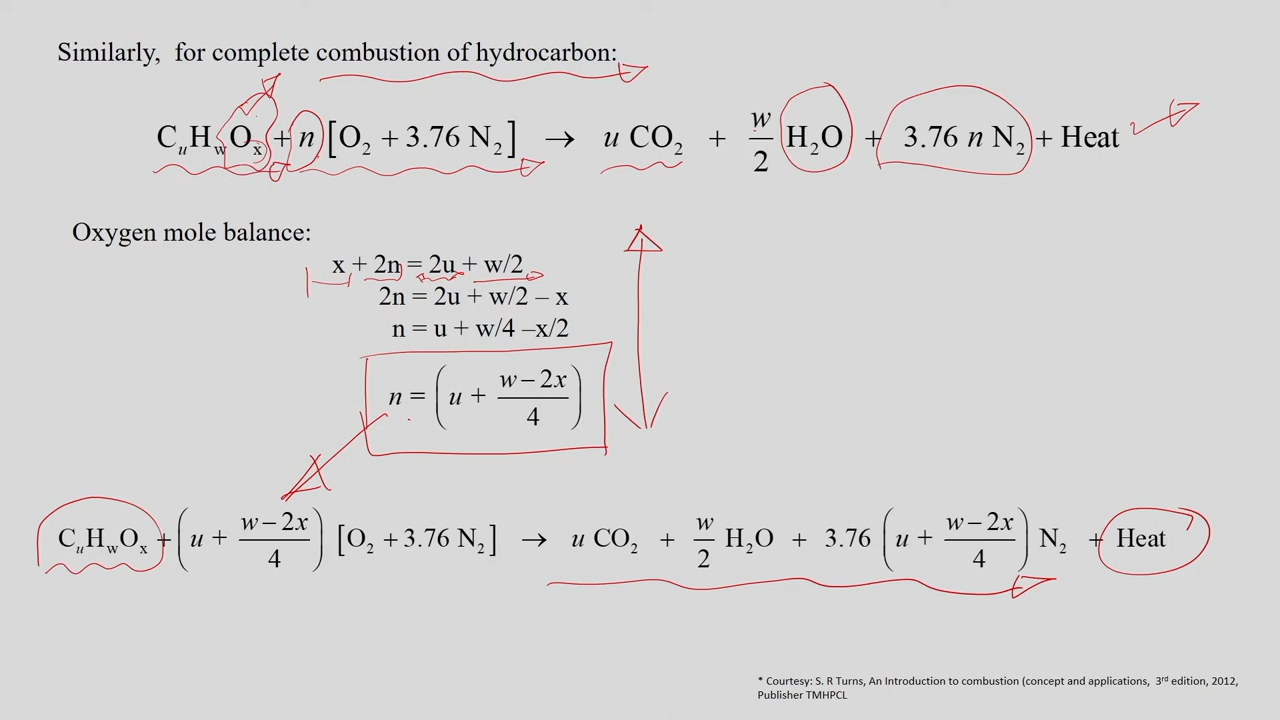 Similarly, for complete combustion of hydrocarbon:
CᵤH_wOₓ + n [O₂ + 3.76 N₂] → u CO₂ + w/2 H₂O + 3.76 n N₂ + Heat
Oxygen mole balance:
x + 2n = 2u + w/2
2n = 2u + w/2 – x
n = u + w/4 –x/2
n = (u + (w – 2x)/4)
CᵤH_wOₓ + (u + (w – 2x)/4) [O₂ + 3.76 N₂] → u CO₂ + w/2 H₂O + 3.76 (u + (w – 2x)/4) N₂ + Heat
* Courtesy: S. R Turns, An Introduction to combustion (concept and applications, 3rd edition, 2012,
Publisher TMHPCL